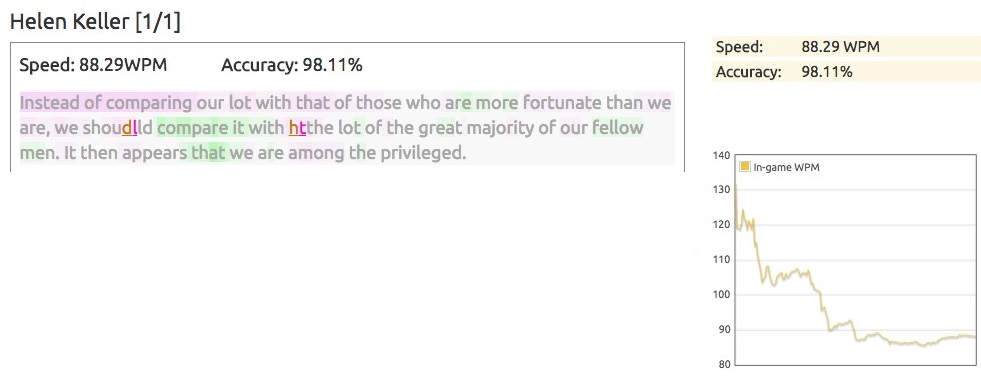 Helen Keller [1/1]
Speed: 88.29WPM Accuracy: 98.11%
Instead of comparing our lot with that of those who are more fortunate than we
are, we shoudlld compare it with htthe lot of the great majority of our fellow
men. It then appears that we are among the privileged.
Speed: 88.29 WPM
Accuracy: 98.11%
In-game WPM
140
130
120
110
100
90
80